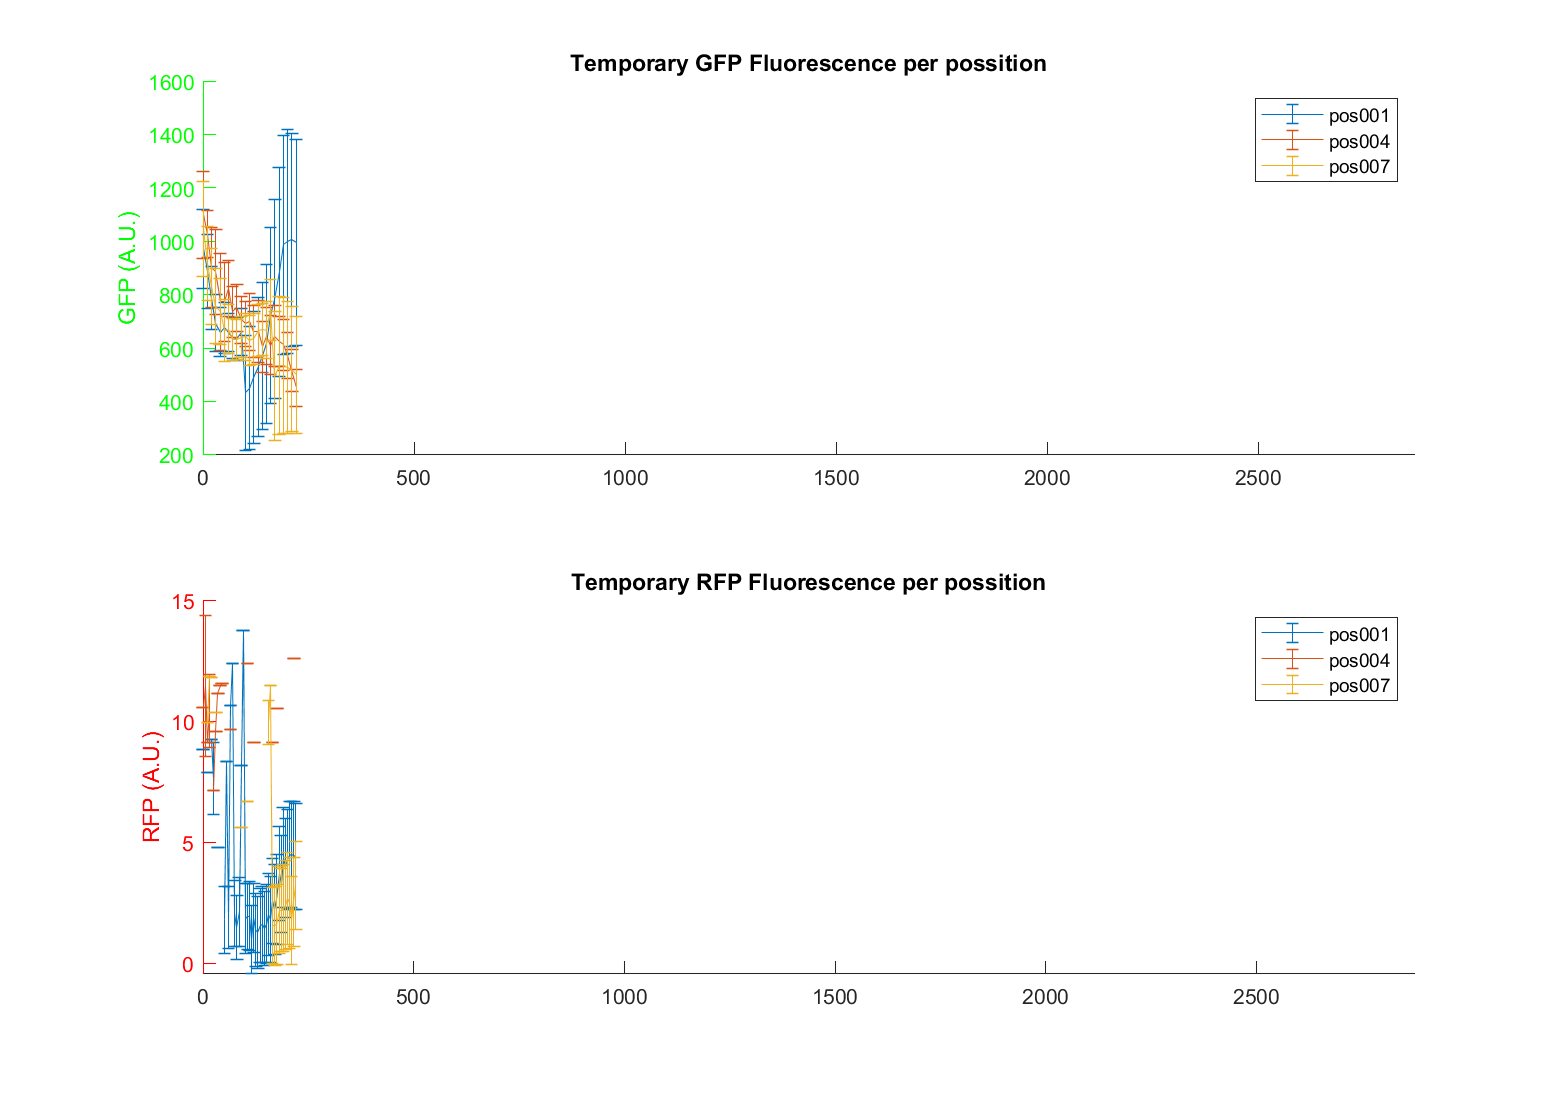 Temporary GFP Fluorescence per possition
1600
1400
1200
1000
800
600
400
200
GFP (A.U.)
pos001
pos004
pos007
0 500 1000 1500 2000 2500
Temporary RFP Fluorescence per possition
15
10
5
0
RFP (A.U.)
pos001
pos004
pos007
0 500 1000 1500 2000 2500